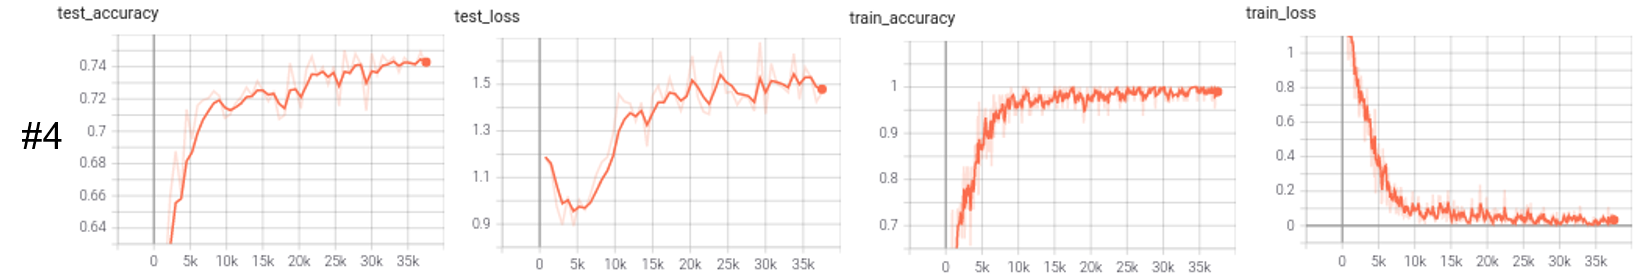 #4
test_accuracy
0.74
0.72
0.7
0.68
0.66
0.64
0 5k 10k 15k 20k 25k 30k 35k
test_loss
1.5
1.3
1.1
0.9
0 5k 10k 15k 20k 25k 30k 35k
train_accuracy
1
0.9
0.8
0.7
0 5k 10k 15k 20k 25k 30k 35k
train_loss
1
0.8
0.6
0.4
0.2
0
0 5k 10k 15k 20k 25k 30k 35k